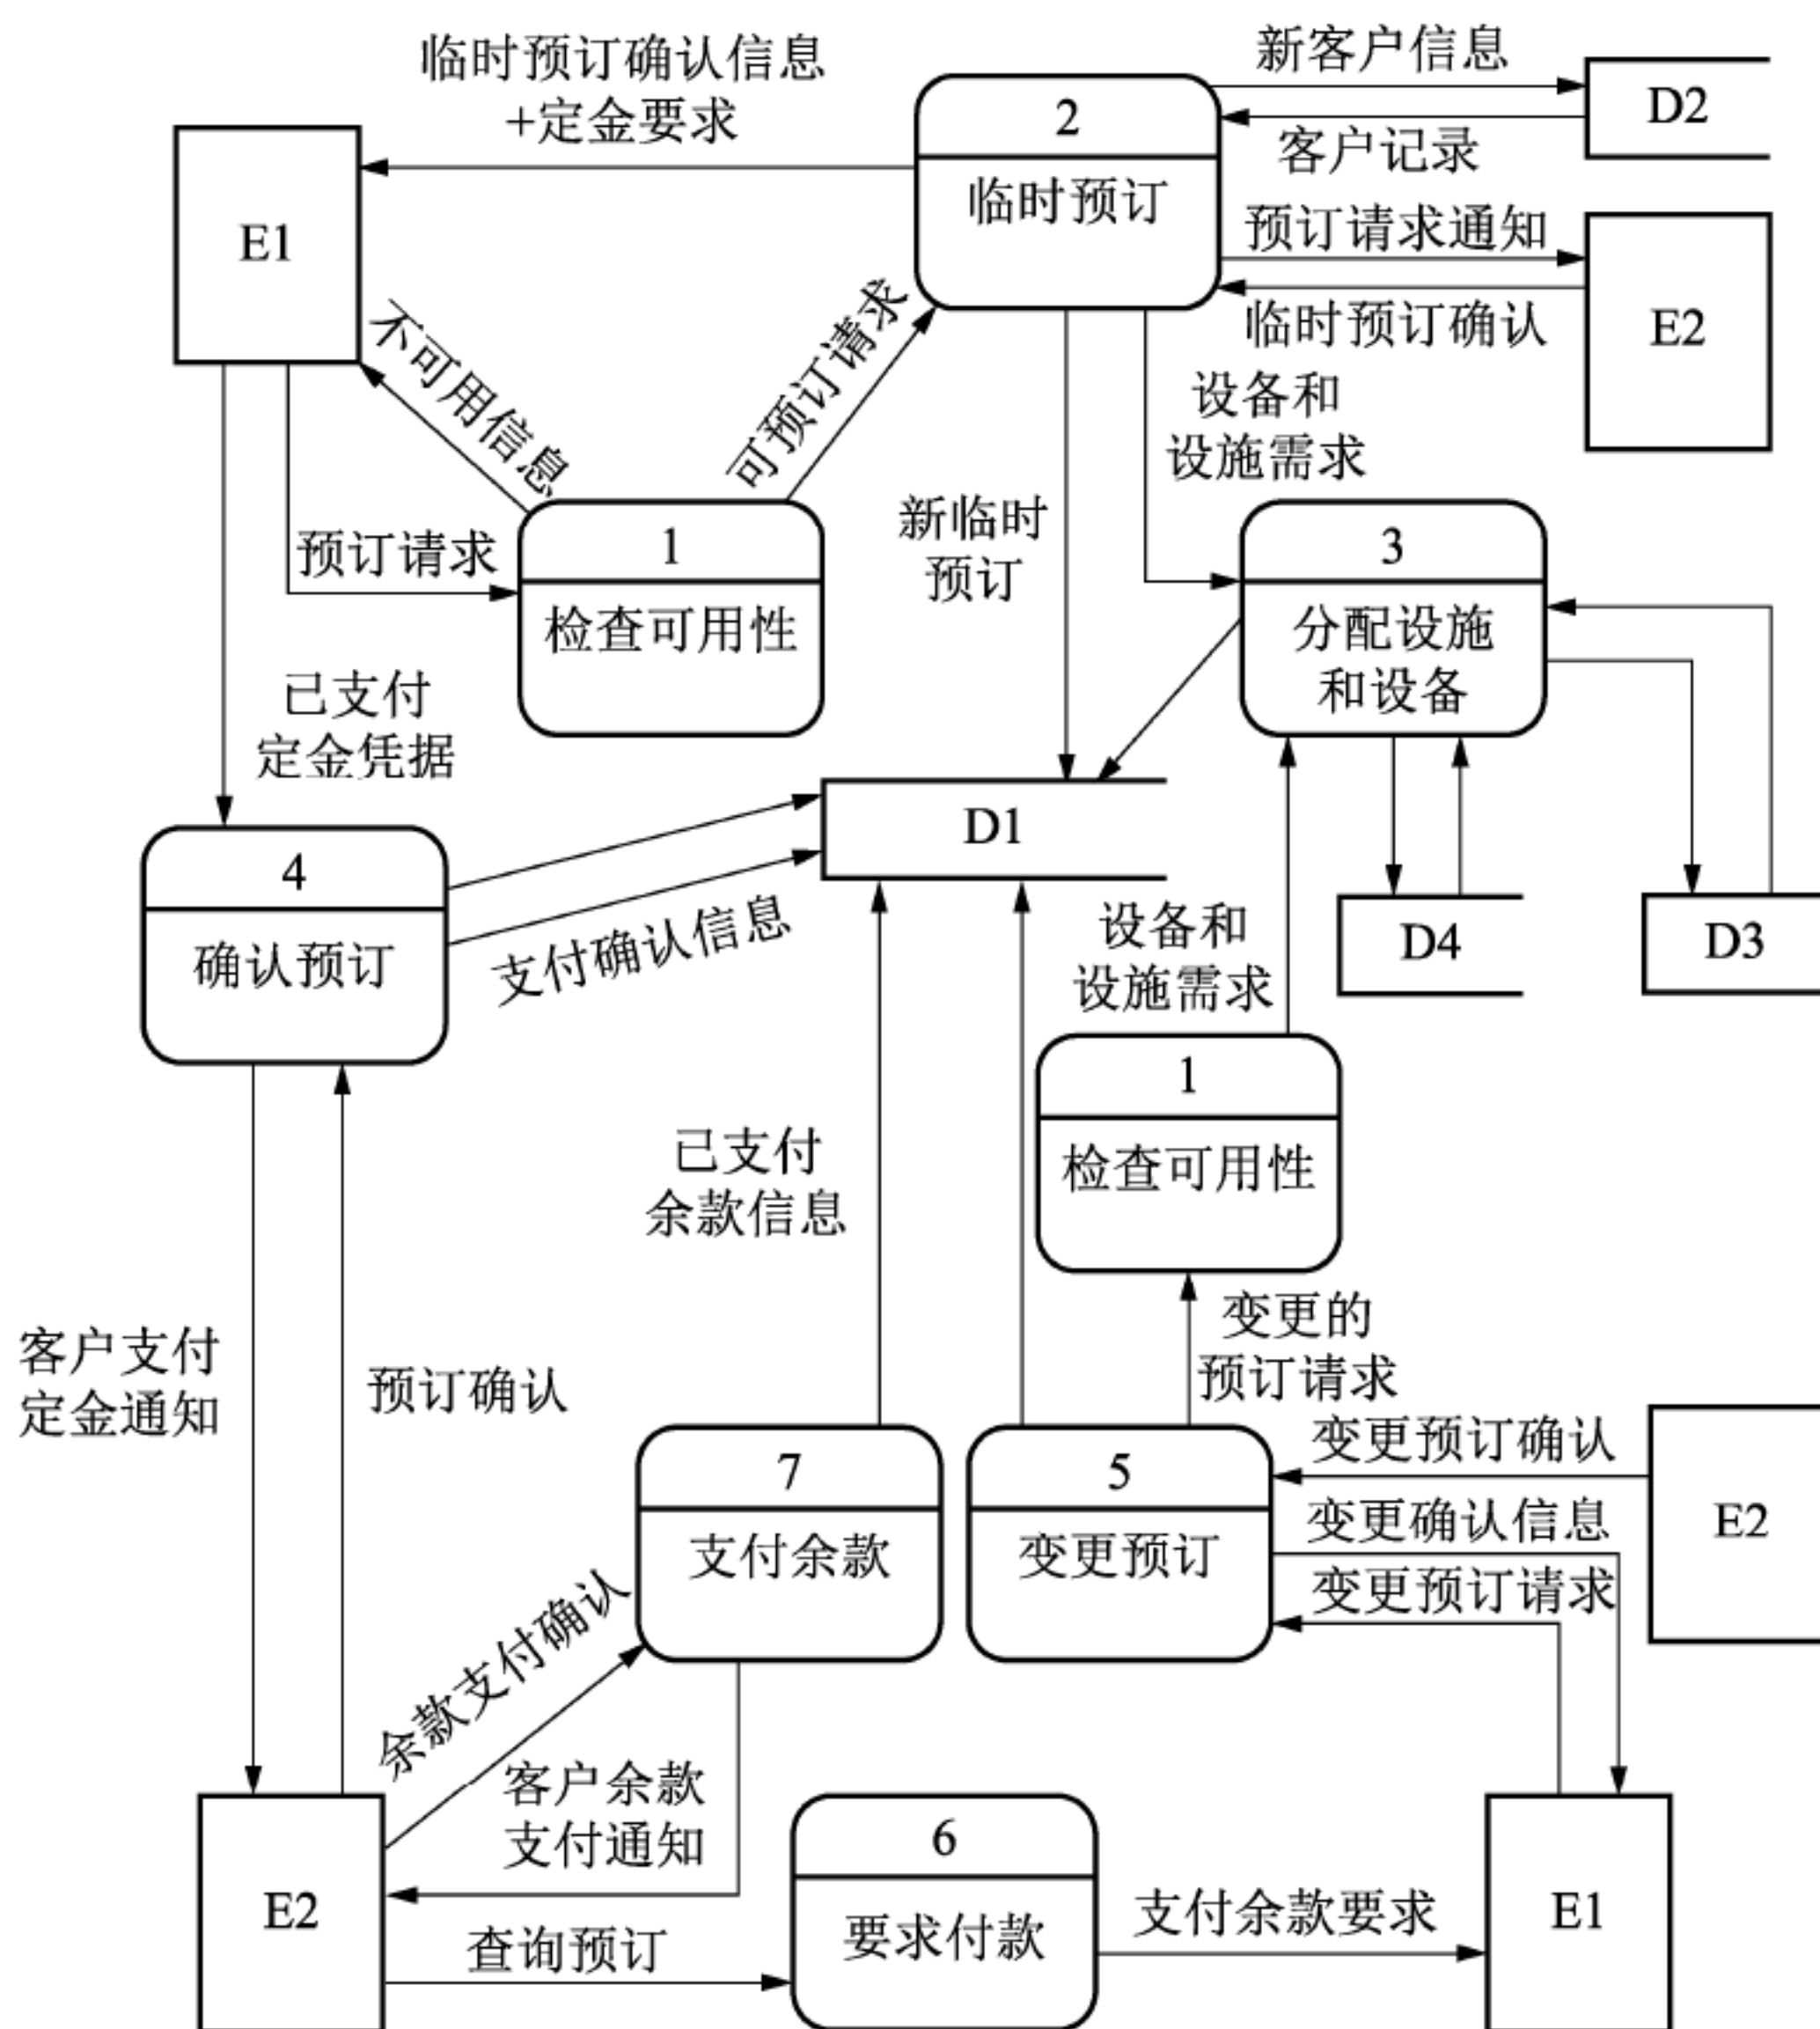 临时预订确认信息
+定金要求
新客户信息
D2
客户记录
2
临时预订
E1
预订请求通知
临时预订确认
E2
不可用信息
可预订请求
设备和
设施需求
新临时
预订
预订请求
1
检查可用性
3
分配设施
和设备
已支付
定金凭据
D1
4
确认预订
支付确认信息
设备和
设施需求
D4
D3
1
检查可用性
已支付
余款信息
变更的
预订请求
客户支付
定金通知
预订确认
7
支付余款
5
变更预订
变更预订确认
变更确认信息
变更预订请求
E2
余款支付确认
客户余款
支付通知
6
要求付款
E2
查询预订
支付余款要求
E1